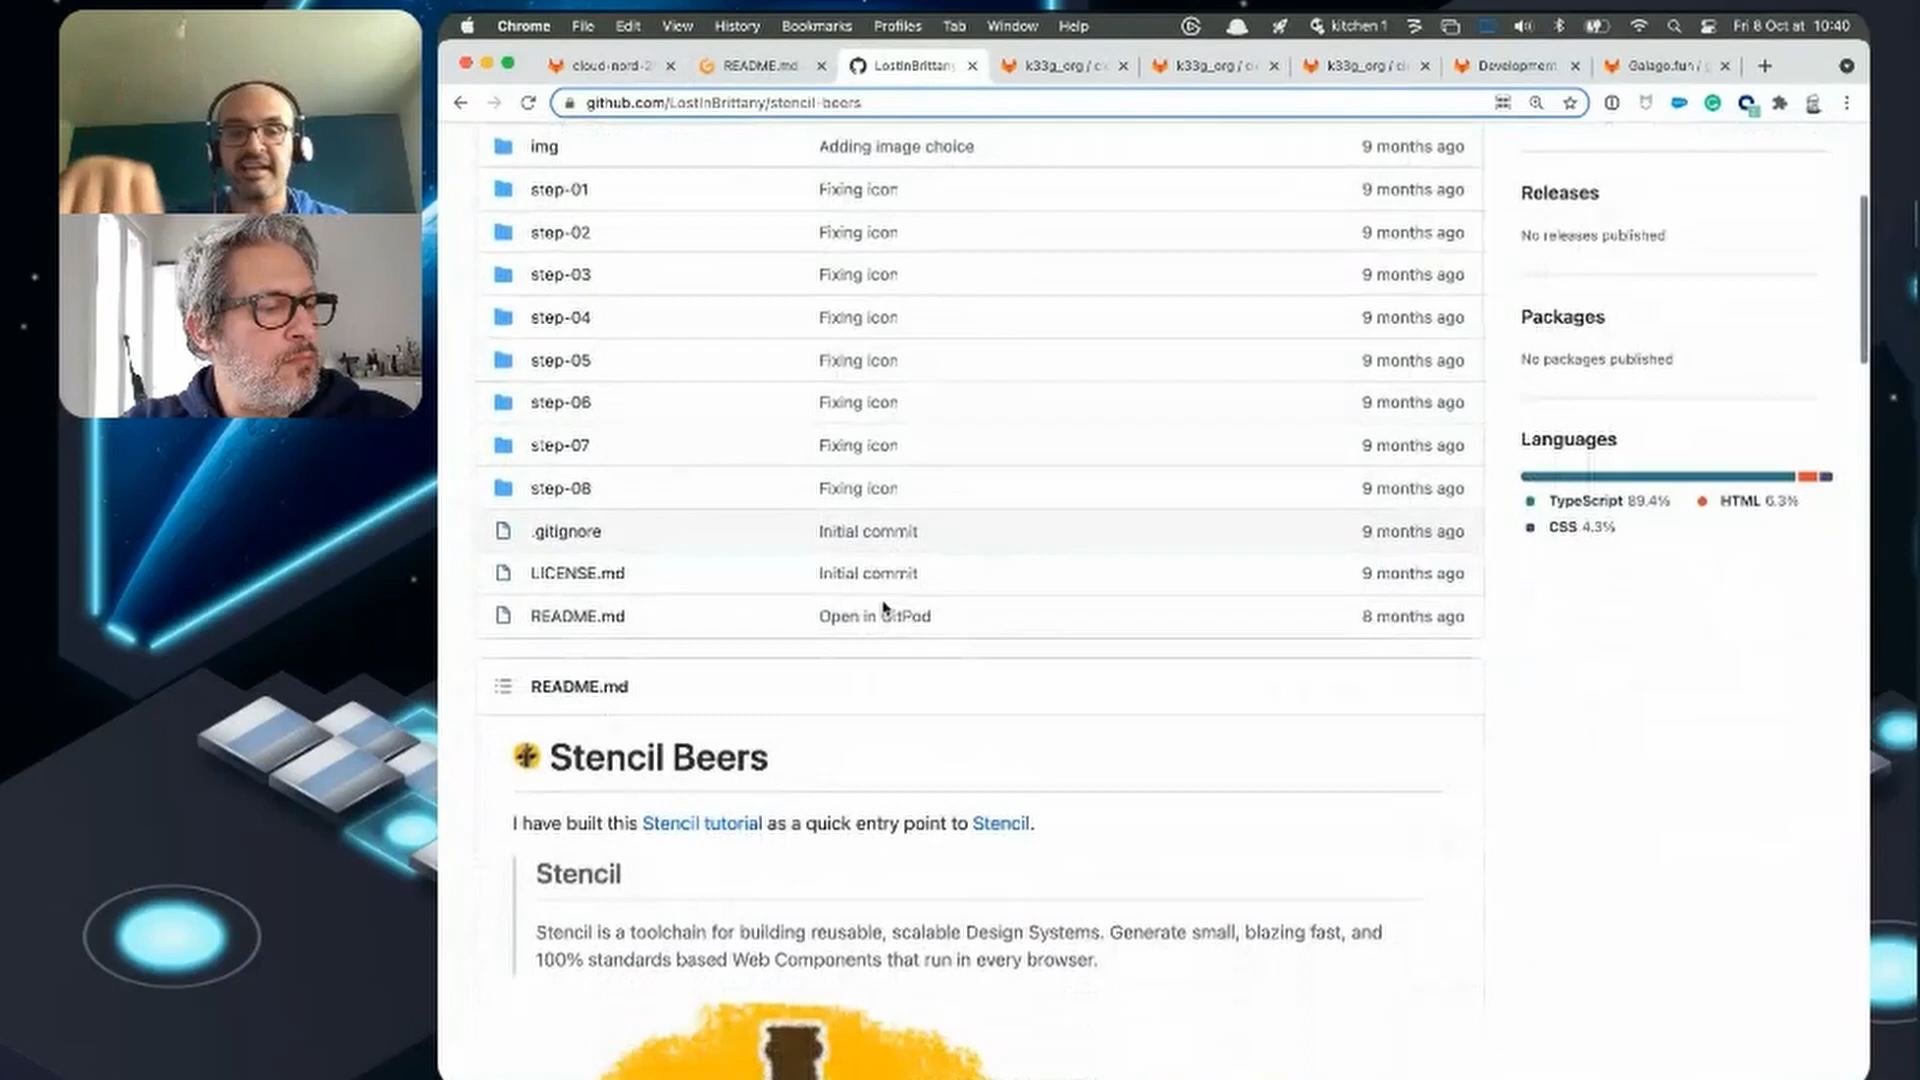 Chrome File Edit View History Bookmarks Profiles Tab Window Help kitchen 1 Fri 8 Oct at 10:40
cloud-nord-2 README.md LostInBrittany k33g_org / c k33g_org / c k33g_org / cl Development Galago.fun / g
github.com/LostInBrittany/stencil-beers
img Adding image choice 9 months ago
step-01 Fixing icon 9 months ago
Releases
step-02 Fixing icon 9 months ago
No releases published
step-03 Fixing icon 9 months ago
step-04 Fixing icon 9 months ago
Packages
step-05 Fixing icon 9 months ago
No packages published
step-06 Fixing icon 9 months ago
step-07 Fixing icon 9 months ago
Languages
step-08 Fixing icon 9 months ago
TypeScript 89.4% HTML 6.3%
CSS 4.3%
.gitignore Initial commit 9 months ago
LICENSE.md Initial commit 9 months ago
README.md Open in GitPod 8 months ago
README.md
Stencil Beers
I have built this Stencil tutorial as a quick entry point to Stencil.
Stencil
Stencil is a toolchain for building reusable, scalable Design Systems. Generate small, blazing fast, and
100% standards based Web Components that run in every browser.